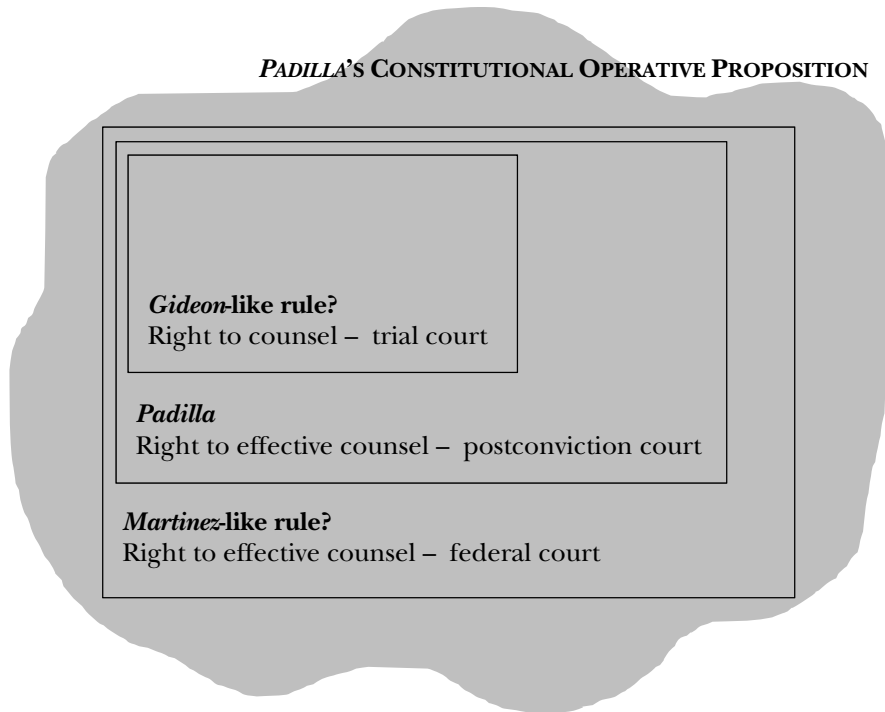 PADILLA'S CONSTITUTIONAL OPERATIVE PROPOSITION
Gideon-like rule?
Right to counsel – trial court
Padilla
Right to effective counsel – postconviction court
Martinez-like rule?
Right to effective counsel – federal court